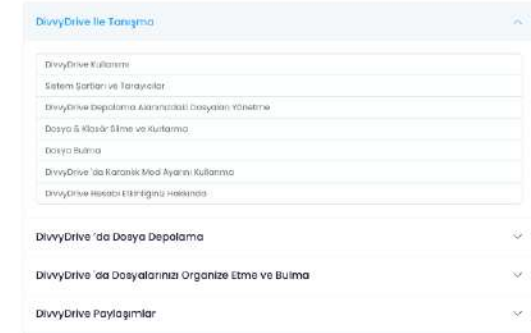 DivvyDrive İle Tanışma
DivvyDrive Kullanımı
Sistem Şartları ve Tarayıcılar
DivvyDrive Depolama Alanınızdaki Dosyaları Yönetme
Dosya & Klasör Silme ve Kurtarma
Dosya Bulma
DivvyDrive 'da Karanlık Mod Ayarını Kullanma
DivvyDrive Hesabı Etkinliğiniz Hakkında
DivvyDrive 'da Dosya Depolama
DivvyDrive 'da Dosyalarınızı Organize Etme ve Bulma
DivvyDrive Paylaşımlar